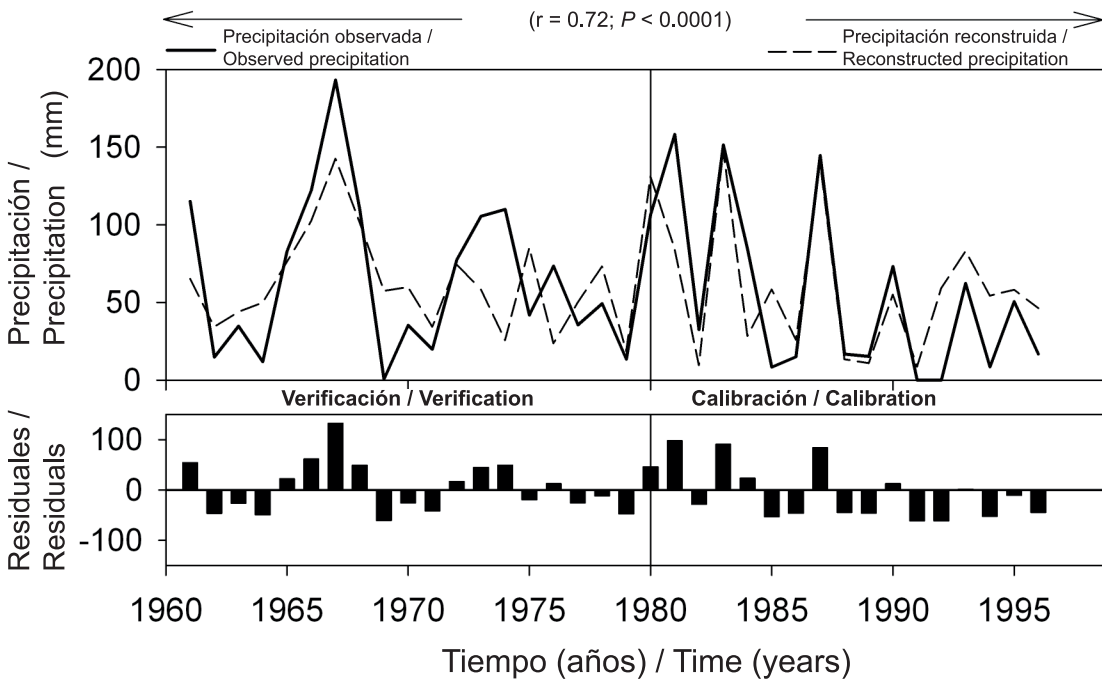 (r = 0.72; P < 0.0001)
Precipitación observada /
Observed precipitation
Precipitación reconstruida /
Reconstructed precipitation
Precipitación /
Precipitation (mm)
200
150
100
50
0
Verificación / Verification
Calibración / Calibration
Residuales /
Residuals
100
0
-100
1960 1965 1970 1975 1980 1985 1990 1995
Tiempo (años) / Time (years)